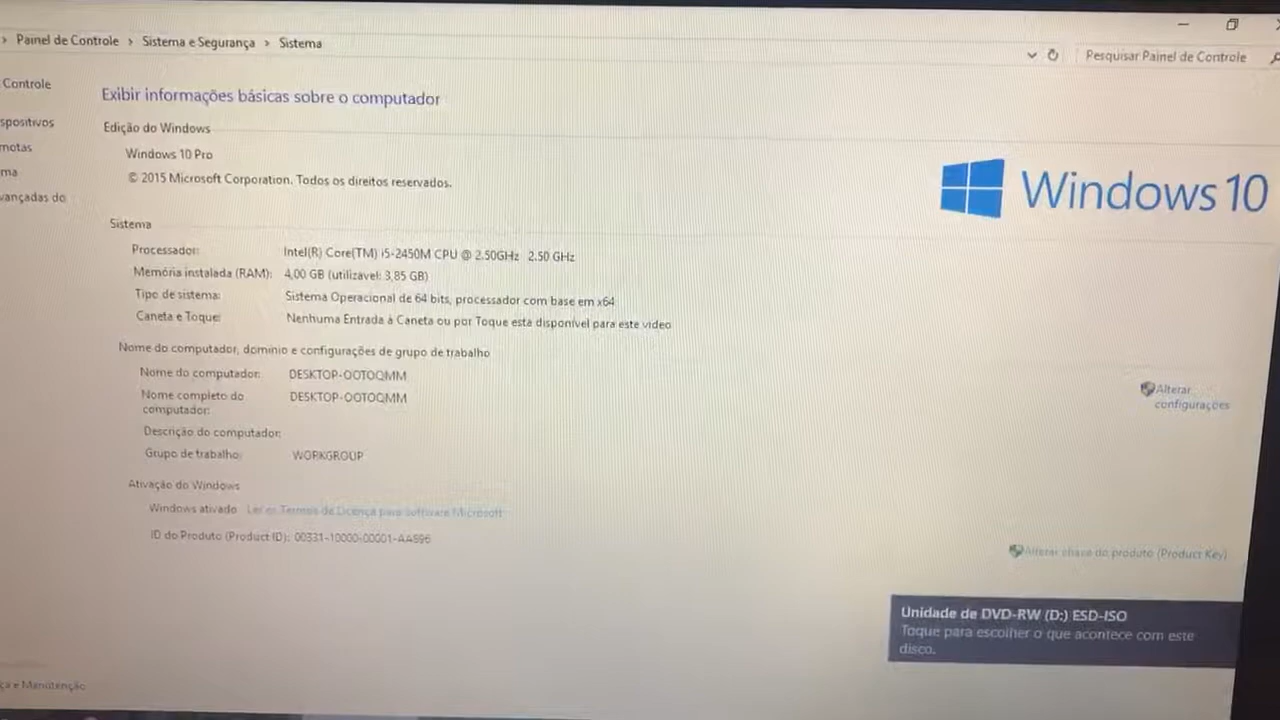 › Painel de Controle › Sistema e Segurança › Sistema
Pesquisar Painel de Controle
Controle
spositivos
motas
ma
vançadas do
Exibir informações básicas sobre o computador
Edição do Windows
Windows 10 Pro
© 2015 Microsoft Corporation. Todos os direitos reservados.
Windows 10
Sistema
Processador: Intel(R) Core(TM) i5-2450M CPU @ 2.50GHz 2.50 GHz
Memória instalada (RAM): 4,00 GB (utilizável: 3,85 GB)
Tipo de sistema: Sistema Operacional de 64 bits, processador com base em x64
Caneta e Toque: Nenhuma Entrada à Caneta ou por Toque está disponível para este vídeo
Nome do computador, domínio e configurações de grupo de trabalho
Nome do computador: DESKTOP-OOTOQMM
Nome completo do
computador: DESKTOP-OOTOQMM
Descrição do computador:
Grupo de trabalho: WORKGROUP
Alterar
configurações
Ativação do Windows
Windows ativado Ler os Termos de Licença para software Microsoft
ID do Produto (Product ID): 00331-10000-00001-AA596
Alterar chave do produto (Product Key)
Unidade de DVD-RW (D:) ESD-ISO
Toque para escolher o que acontece com este
disco.
ça e Manutenção